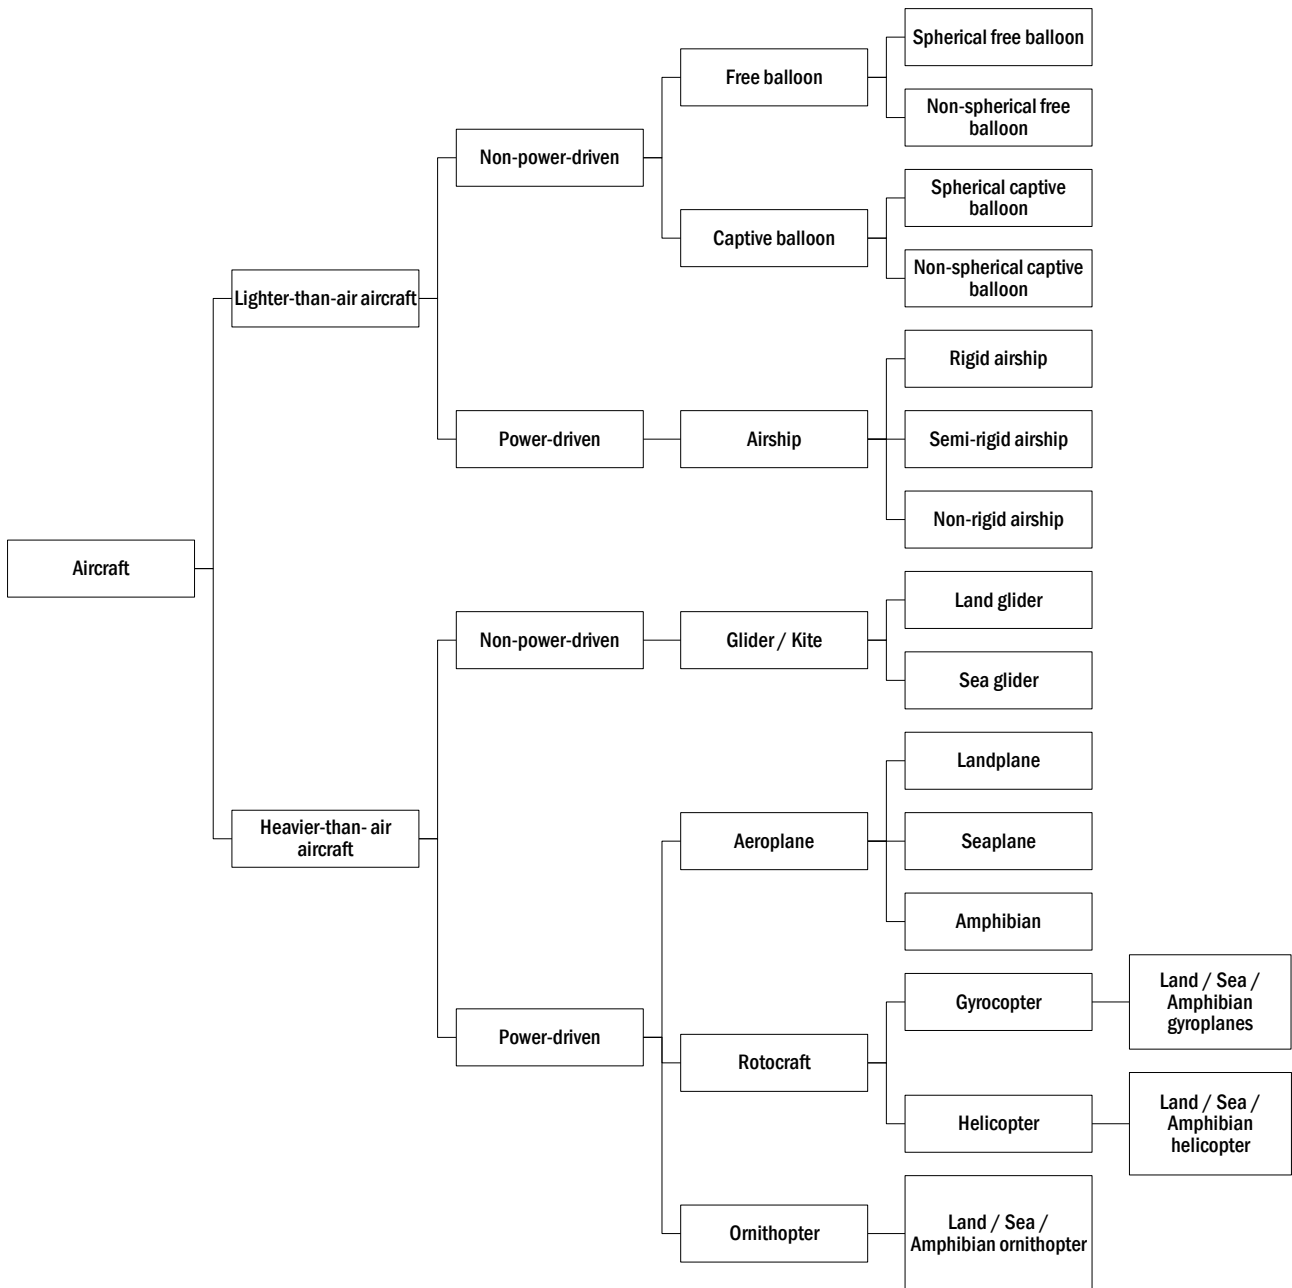 Spherical free balloon
Free balloon
Non-spherical free
balloon
Non-power-driven
Spherical captive
balloon
Captive balloon
Non-spherical captive
balloon
Lighter-than-air aircraft
Rigid airship
Power-driven
Airship
Semi-rigid airship
Non-rigid airship
Aircraft
Land glider
Non-power-driven
Glider / Kite
Sea glider
Landplane
Heavier-than- air
aircraft
Aeroplane
Seaplane
Amphibian
Gyrocopter
Land / Sea /
Amphibian
gyroplanes
Power-driven
Rotocraft
Helicopter
Land / Sea /
Amphibian
helicopter
Ornithopter
Land / Sea /
Amphibian ornithopter